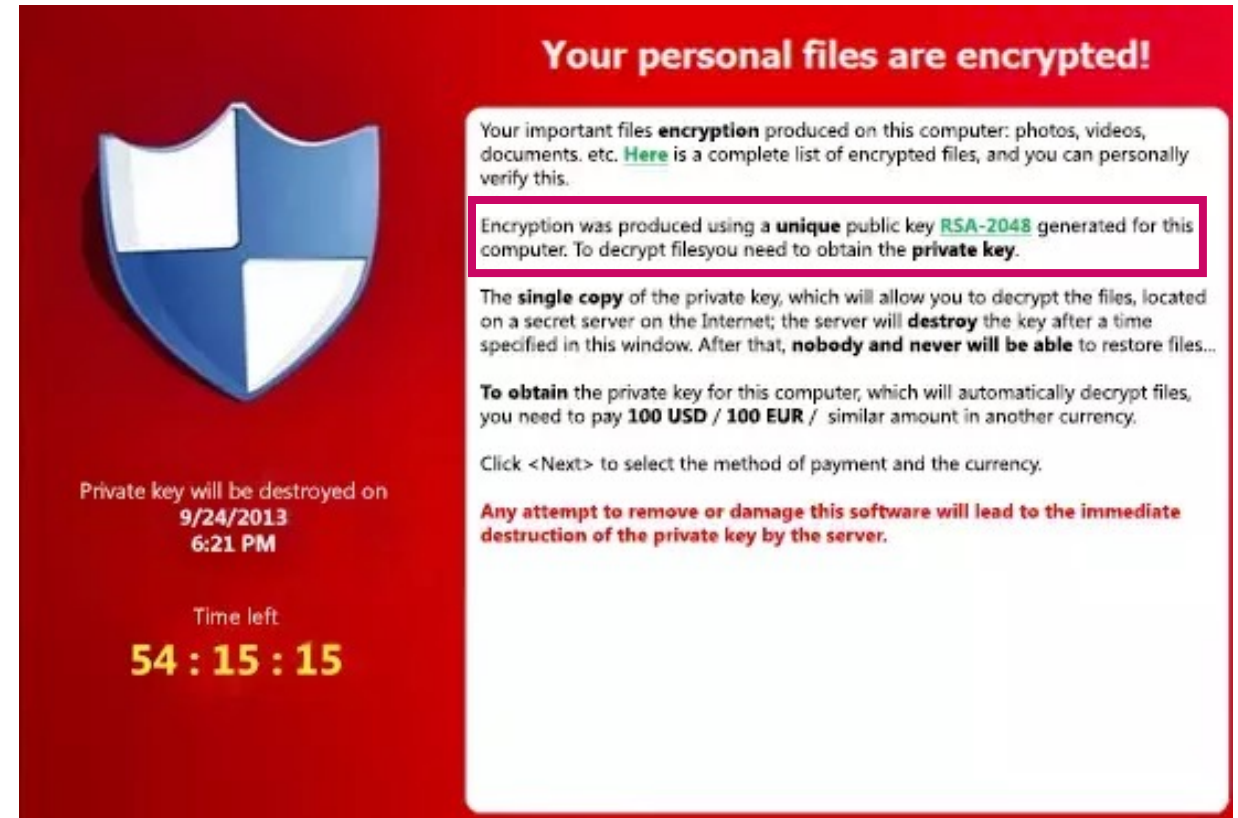 Your personal files are encrypted!
Your important files encryption produced on this computer: photos, videos,
documents. etc. Here is a complete list of encrypted files, and you can personally
verify this.
Encryption was produced using a unique public key RSA-2048 generated for this
computer. To decrypt filesyou need to obtain the private key.
The single copy of the private key, which will allow you to decrypt the files, located
on a secret server on the Internet; the server will destroy the key after a time
specified in this window. After that, nobody and never will be able to restore files...
To obtain the private key for this computer, which will automatically decrypt files,
you need to pay 100 USD / 100 EUR / similar amount in another currency.
Click <Next> to select the method of payment and the currency.
Any attempt to remove or damage this software will lead to the immediate
destruction of the private key by the server.
Private key will be destroyed on
9/24/2013
6:21 PM
Time left
54 : 15 : 15